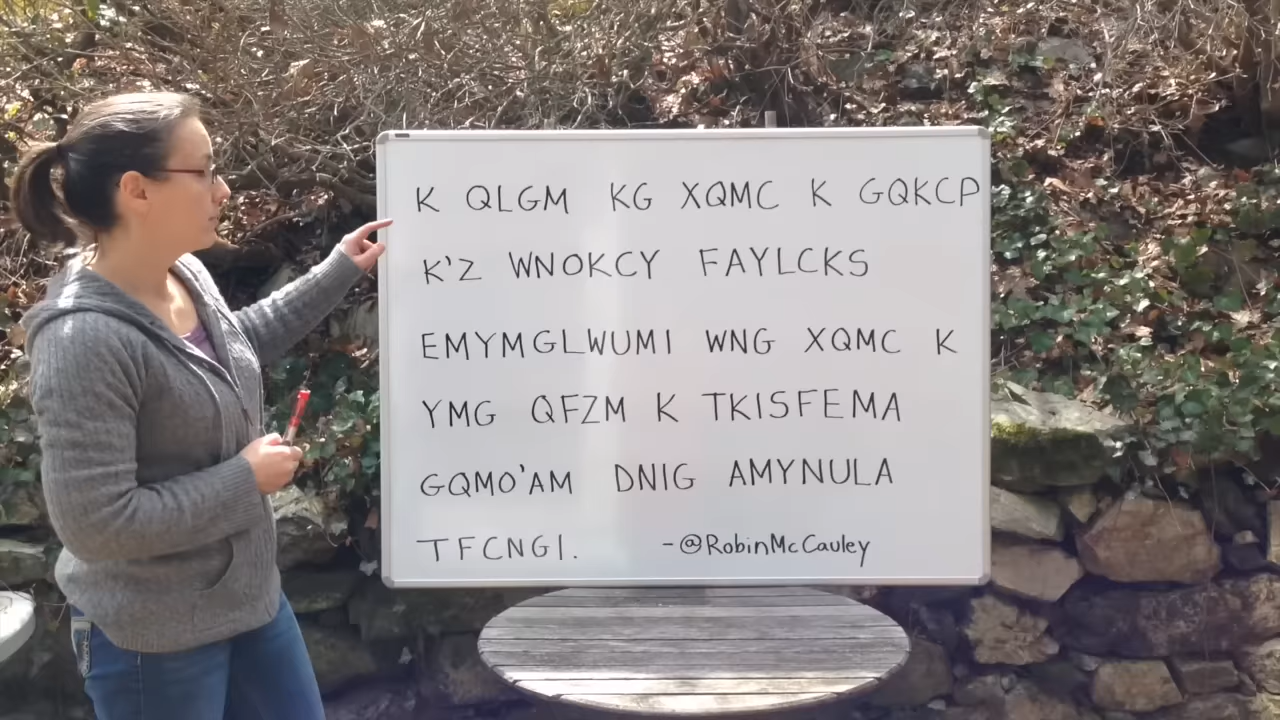 K QLGM KG XQMC K GQKCP
K'Z WNOKCY FAYLCKS
EMYMGLWUMI WNG XQMC K
YMG QFZM K TKISFEMA
GQMO'AM DNIG AMYNULA
TFCNGI. -@RobinMcCauley